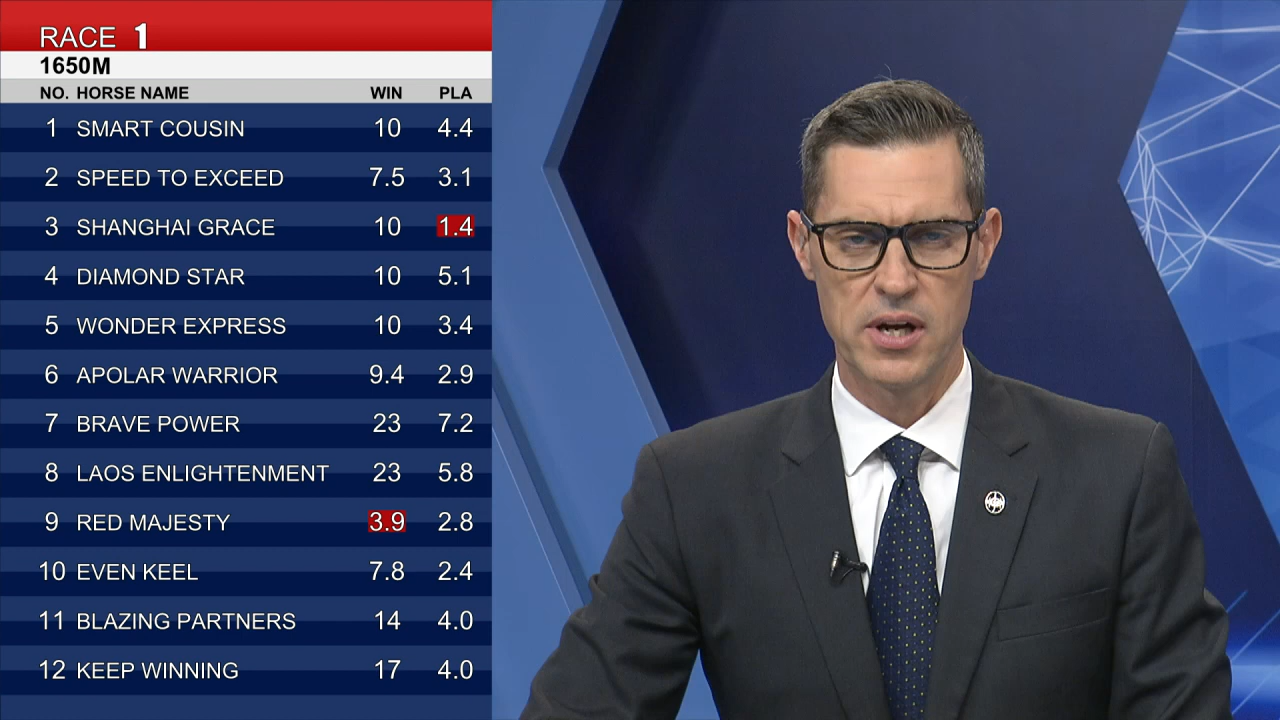 RACE 1
1650M
NO. HORSE NAME WIN PLA
1 SMART COUSIN 10 4.4
2 SPEED TO EXCEED 7.5 3.1
3 SHANGHAI GRACE 10 1.4
4 DIAMOND STAR 10 5.1
5 WONDER EXPRESS 10 3.4
6 APOLAR WARRIOR 9.4 2.9
7 BRAVE POWER 23 7.2
8 LAOS ENLIGHTENMENT 23 5.8
9 RED MAJESTY 3.9 2.8
10 EVEN KEEL 7.8 2.4
11 BLAZING PARTNERS 14 4.0
12 KEEP WINNING 17 4.0